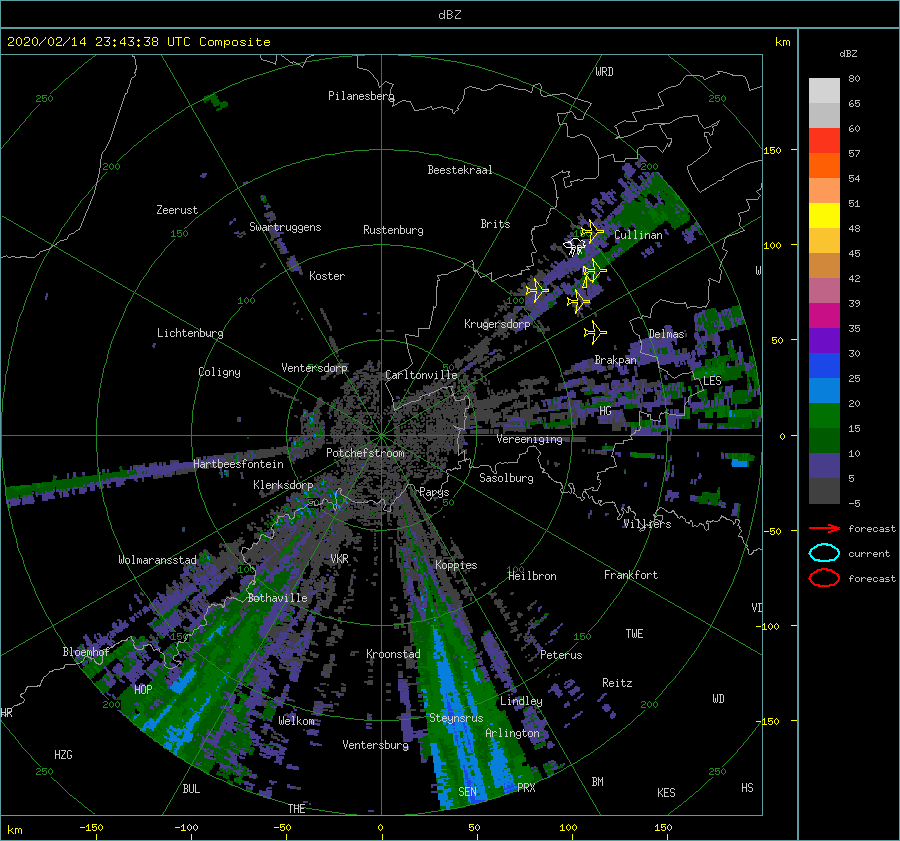 dBZ
2020/02/14 23:43:38 UTC Composite
km
dBZ
WRD
250
Pilanesberg
250
80
65
60
57
54
51
48
45
42
39
35
30
25
20
15
10
5
-5
150
200
Beestekraal
200
Zeerust
150
Swartruggens
Rustenburg
Brits
Cullinan
100
Koster
W
100
100
Krugersdorp
Lichtenburg
Delmas
50
Brakpan
Coligny
Ventersdorp
Carltonville
LES
HG
Vereeniging
0
Potchefstroom
Hartbeesfontein
Klerksdorp
Sasolburg
Parys
50
Villiers
forecast
-50
current
Wolmaransstad
VKR
Koppies
100
Heilbron
100
Frankfort
forecast
Bothaville
VD
-100
150
150
TWE
Bloemhof
Kroonstad
Peterus
HOP
Reitz
200
Lindley
200
WD
HR
Welkom
Steynsrus
-150
Arlington
Ventersburg
HZG
250
250
BUL
SEN
PRX
BM
KES
HS
THE
km
-150
-100
-50
0
50
100
150